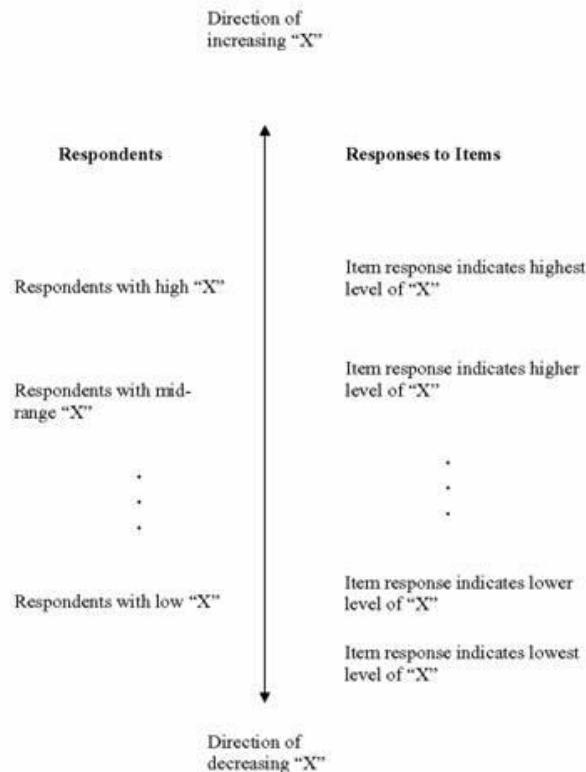 Direction of
increasing “X”
Respondents
Responses to Items
Respondents with high “X”
Item response indicates highest
level of “X”
Respondents with mid-
range “X”
Item response indicates higher
level of “X”
Respondents with low “X”
Item response indicates lower
level of “X”
Item response indicates lowest
level of “X”
Direction of
decreasing “X”